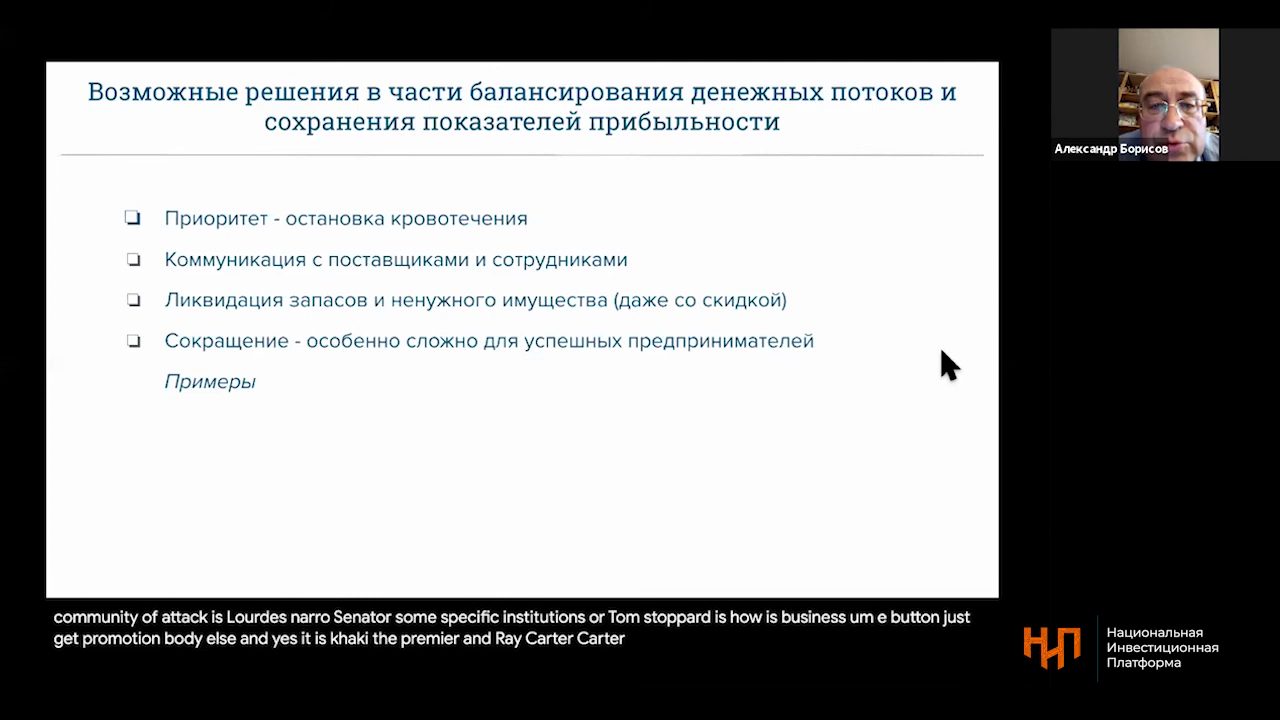 Возможные решения в части балансирования денежных потоков и
сохранения показателей прибыльности
Приоритет - остановка кровотечения
Коммуникация с поставщиками и сотрудниками
Ликвидация запасов и ненужного имущества (даже со скидкой)
Сокращение - особенно сложно для успешных предпринимателей
Примеры
Александр Борисов
community of attack is Lourdes narro Senator some specific institutions or Tom stoppard is how is business um e button just
get promotion body else and yes it is khaki the premier and Ray Carter Carter
НИП
Национальная
Инвестиционная
Платформа